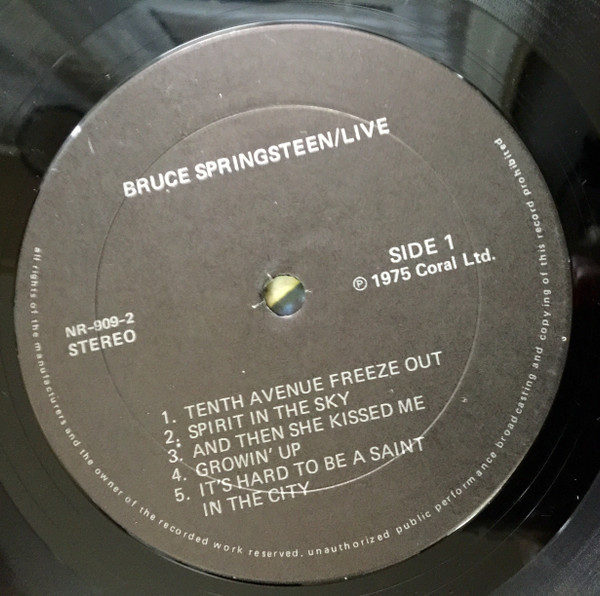 BRUCE SPRINGSTEEN/LIVE
SIDE 1
℗ 1975 Coral Ltd.
NR-909-2
STEREO
1. TENTH AVENUE FREEZE OUT
2. SPIRIT IN THE SKY
3. AND THEN SHE KISSED ME
4. GROWIN' UP
5. IT'S HARD TO BE A SAINT
IN THE CITY
all rights of the manufacturers and the owner of the recorded work reserved, unauthorized public performance broadcasting and copying of this record prohibited